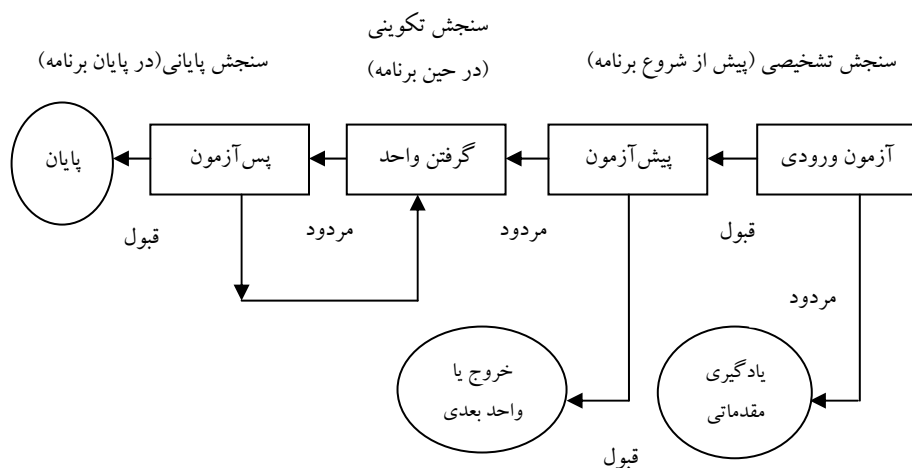 سنجش تشخیصی (پیش از شروع برنامه)
سنجش تکوینی
(در حین برنامه)
سنجش پایانی(در پایان برنامه)
آزمون ورودی
پیش‌آزمون
گرفتن واحد
پس‌آزمون
پایان
قبول
مردود
مردود
قبول
مردود
یادگیری
مقدماتی
خروج یا
واحد بعدی
قبول